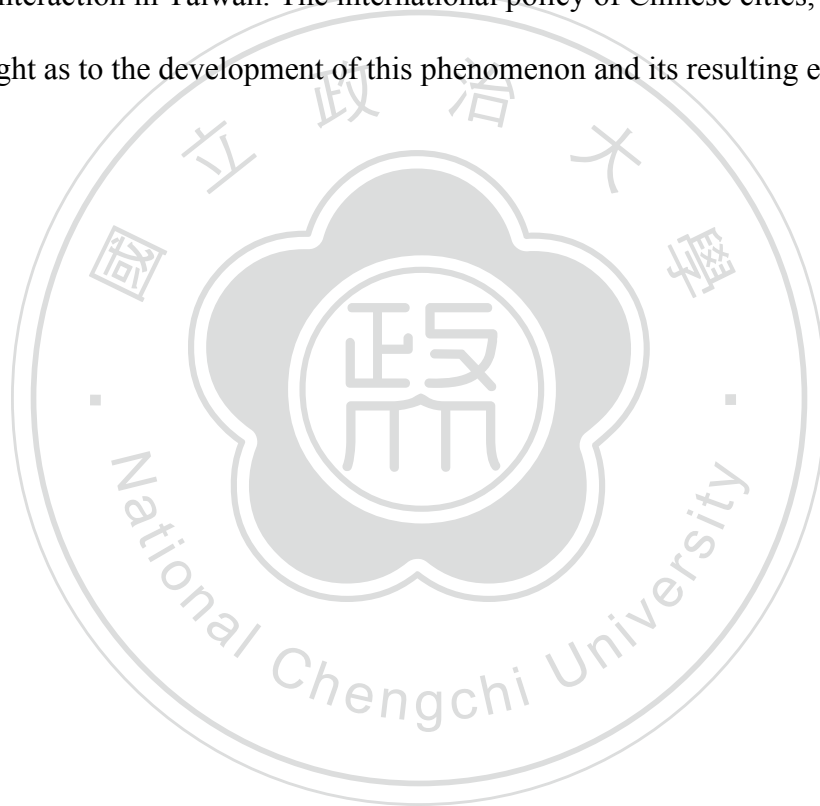 interaction in Taiwan. The international policy of Chinese cities,
ght as to the development of this phenomenon and its resulting e
國立政治大學
政
National Chengchi University